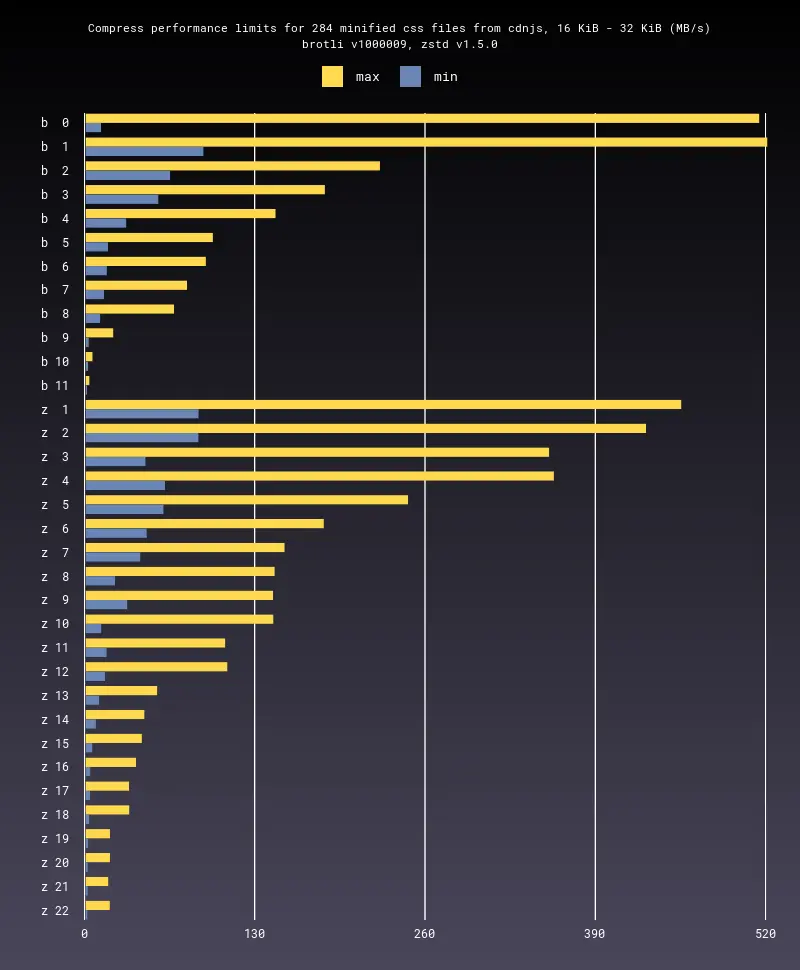 Compress performance limits for 284 minified css files from cdnjs, 16 KiB - 32 KiB (MB/s)
brotli v1000009, zstd v1.5.0
max min
b 0
b 1
b 2
b 3
b 4
b 5
b 6
b 7
b 8
b 9
b 10
b 11
z 1
z 2
z 3
z 4
z 5
z 6
z 7
z 8
z 9
z 10
z 11
z 12
z 13
z 14
z 15
z 16
z 17
z 18
z 19
z 20
z 21
z 22
0 130 260 390 520